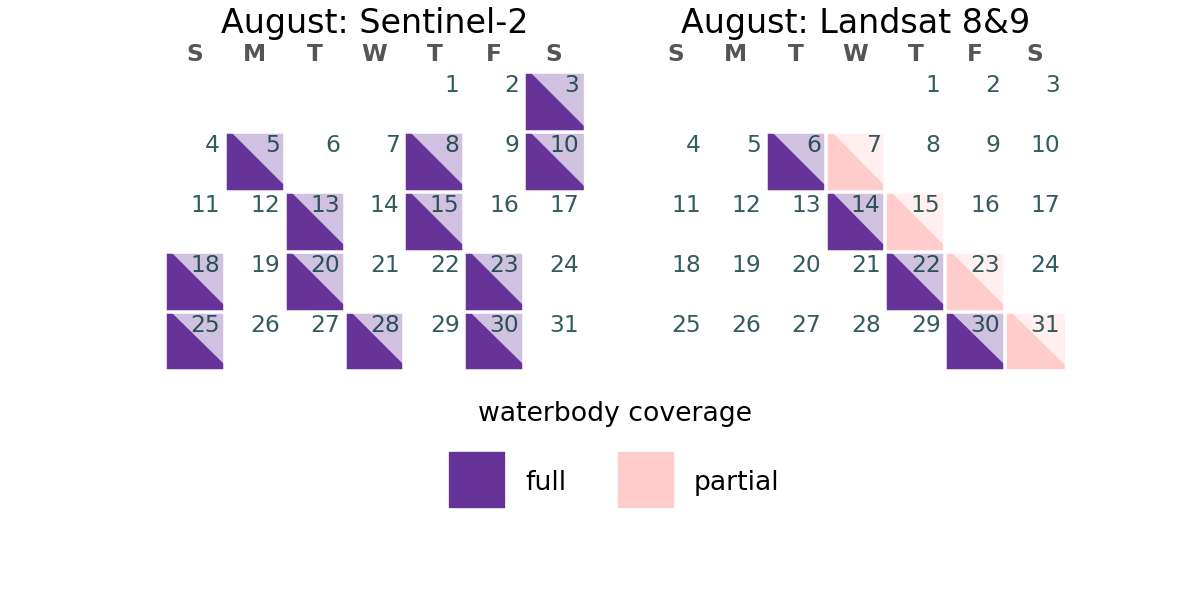 August: Sentinel-2
S M T W T F S
1 2 3
4 5 6 7 8 9 10
11 12 13 14 15 16 17
18 19 20 21 22 23 24
25 26 27 28 29 30 31
August: Landsat 8&9
S M T W T F S
1 2 3
4 5 6 7 8 9 10
11 12 13 14 15 16 17
18 19 20 21 22 23 24
25 26 27 28 29 30 31
waterbody coverage
full
partial